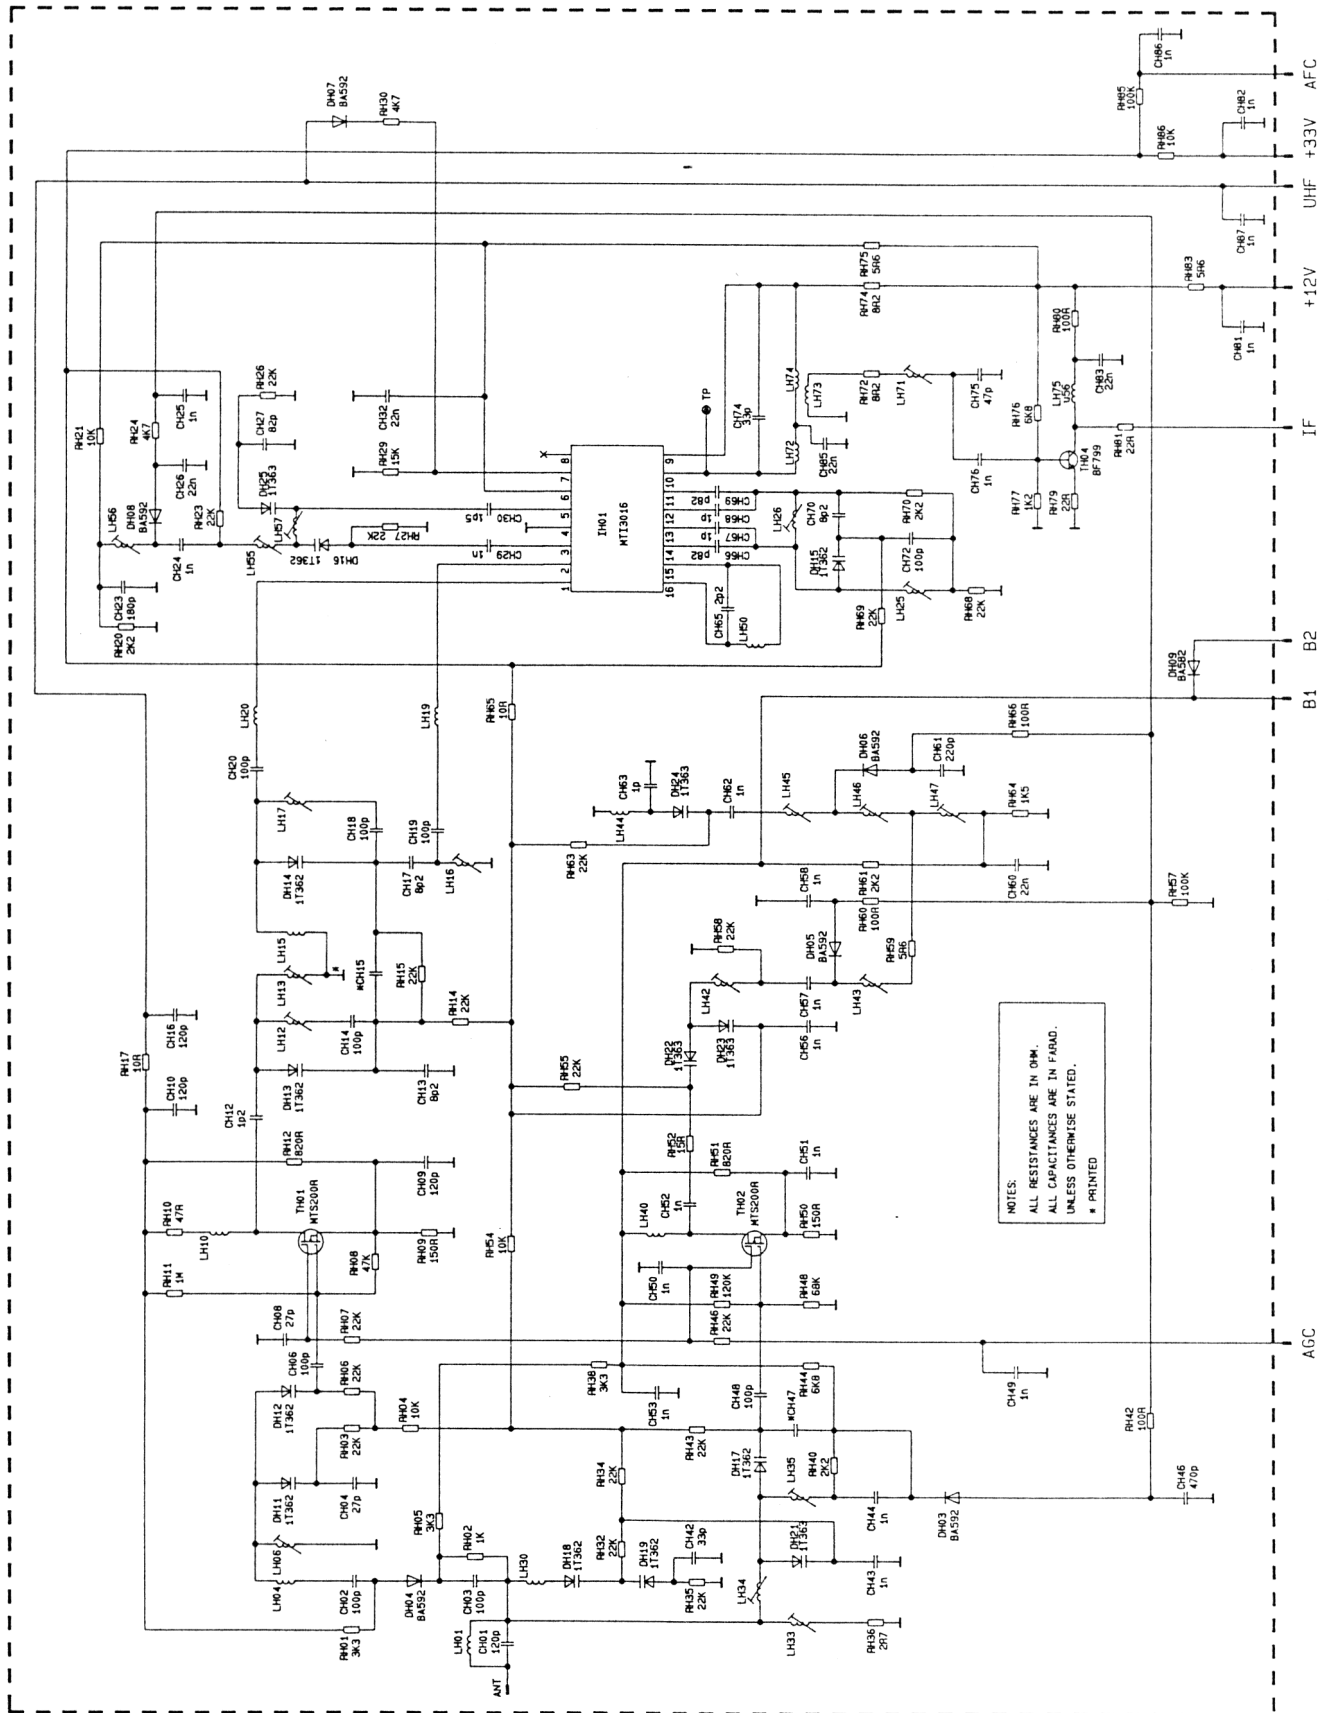 CH86
1n
AFC
RH85
100K
CH82
1n
+33V
RH86
10K
DH07
BA592
RH30
4K7
UHF
CH87
1n
RH75
5R6
RH74
8R2
RH83
5R6
+12V
CH81
1n
RH80
100R
CH83
22n
LH75
u56
IF
RH81
22R
TH04
BF799
RH79
22R
RH77
1K2
RH76
6K8
CH76
1n
CH75
47p
LH71
RH72
8R2
LH73
LH74
LH72
CH85
22n
CH74
33p
TP
RH21
10K
RH24
4K7
CH25
1n
CH26
22n
DH08
BA592
LH56
RH23
22K
CH24
1n
CH23
180p
RH20
2K2
RH26
22K
CH27
82p
DH25
1T363
LH57
LH55
DH16 1T362
RH27 22K
CH32
22n
RH29
15K
CH30 1p5
CH29 1n
IH01
MTI3016
1
2
3
4
5
6
7
8
9
10
11
12
13
14
15
16
CH69
p82
CH68
1p
CH67
1p
CH66
p82
LH26
CH70
8p2
RH70
2K2
DH15
1T362
CH72
100p
LH25
RH68
22K
RH69
22K
CH65 2p2
LH50
B2
DH09
BA582
B1
LH20
LH19
CH20
100p
CH19
100p
LH17
CH18
100p
CH17
8p2
LH16
DH14
1T362
LH15
LH13
*
*CH15
RH15
22K
RH14
22K
LH12
CH14
100p
DH13
1T362
CH13
8p2
CH12
1p2
CH16
120p
RH17
10R
CH10
120p
RH12
820R
CH09
120p
RH10
47R
LH10
TH01
MTS200R
RH09
150R
RH08
47K
RH11
1M
CH08
27p
RH07
22K
CH06
100p
RH06
22K
DH12
1T362
RH03
22K
RH04
10K
DH11
1T362
CH04
27p
LH06
LH04
CH02
100p
RH01
3K3
DH04
BA592
RH05
3K3
RH02
1K
CH03
100p
LH01
CH01
120p
ANT
LH30
DH18
1T362
RH32
22K
RH34
22K
DH19
1T362
CH42
33p
RH35
22K
LH34
LH33
RH36
2R7
DH21
1T363
CH43
1n
LH35
CH44
1n
RH40
2K2
DH17
1T362
*CH47
RH43
22K
RH44
6K8
CH48
100p
RH38
3K3
CH53
1n
DH03
BA592
CH46
470p
RH42
100R
CH49
1n
AGC
RH65
10R
RH54
10K
RH55
22K
RH63
22K
CH63
1p
LH44
DH24
1T363
CH62
1n
LH45
DH06
BA592
LH46
LH47
CH61
220p
RH66
100R
RH64
1K5
CH60
22n
RH61
2K2
RH60
100R
CH58
1n
DH05
BA592
RH59
5R6
RH57
100K
RH58
22K
LH42
CH57
1n
LH43
DH22
1T363
DH23
1T363
CH56
1n
RH52
15R
RH51
820R
CH51
1n
CH52
1n
LH40
TH02
MTS200R
RH50
150R
CH50
1n
RH49
120K
RH48
68K
RH46
22K
NOTES:
ALL RESISTANCES ARE IN OHM.
ALL CAPACITANCES ARE IN FARAD.
UNLESS OTHERWISE STATED.
* PRINTED